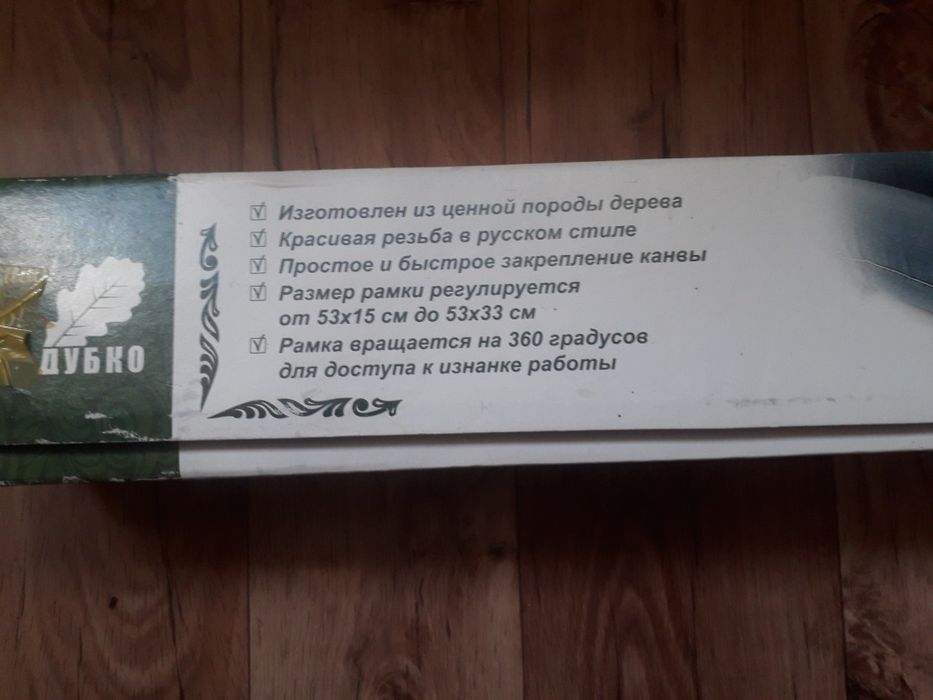 Изготовлен из ценной породы дерева
Красивая резьба в русском стиле
Простое и быстрое закрепление канвы
Размер рамки регулируется
от 53х15 см до 53х33 см
Рамка вращается на 360 градусов
для доступа к изнанке работы
ДУБКО